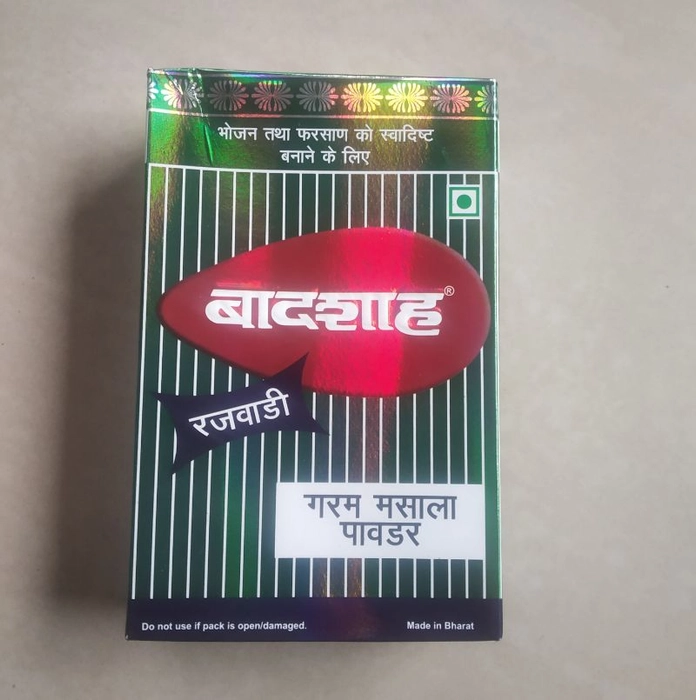 भोजन तथा फरसाण को स्वादिष्ट
बनाने के लिए
बादशाह®
रजवाडी
गरम मसाला
पावडर
Do not use if pack is open/damaged. Made in Bharat